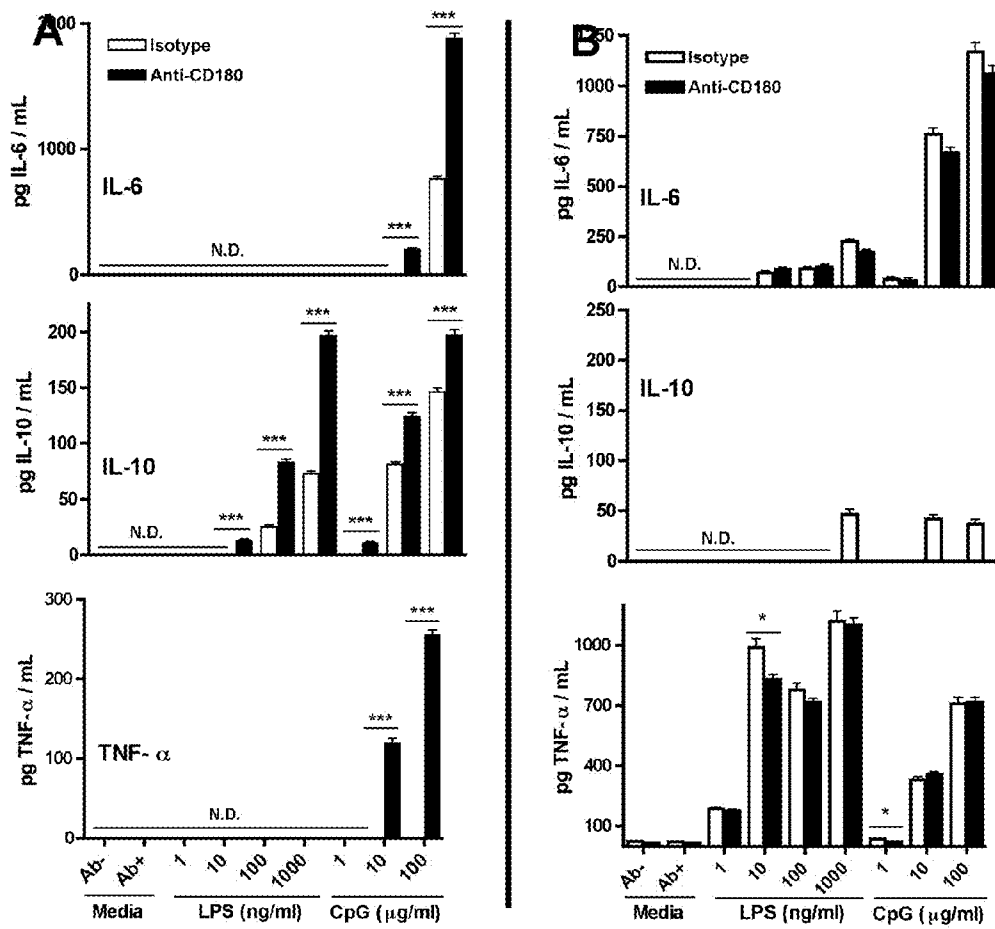 A
B
Isotype
Anti-CD180
Isotype
Anti-CD180
pg IL-6 / mL
1000
0
IL-6
N.D.
***
***
pg IL-6 / mL
1000
750
500
250
0
IL-6
N.D.
pg IL-10 / mL
200
150
100
50
0
IL-10
N.D.
***
***
***
***
***
***
pg IL-10 / mL
250
200
150
100
50
0
IL-10
N.D.
pg TNF-α / mL
300
200
100
0
TNF- α
N.D.
***
***
pg TNF-α / mL
1000
700
400
100
*
*
Ab- Ab+ 1 10 100 1000 1 10 100
Media LPS (ng/ml) CpG (μg/ml)
Ab- Ab+ 1 10 100 1000 1 10 100
Media LPS (ng/ml) CpG (μg/ml)